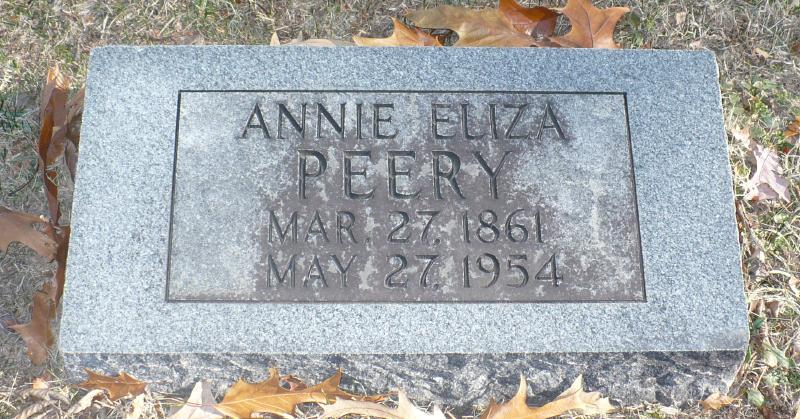 ANNIE ELIZA
PEERY
MAR. 27, 1861
MAY 27, 1954